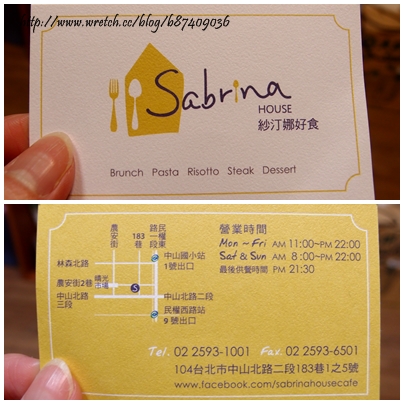 http://www.wretch.cc/blog/b87409036
Sabrina
HOUSE
紗汀娜好食
Brunch Pasta Risotto Steak Dessert
農安街
183巷
民權東路段
中山國小站
1號出口
林森北路
農安街2巷
晴光市場
S
中山北路三段
中山北路二段
民權西路站
9號出口
營業時間
Mon ~ Fri AM 11:00~PM 22:00
Sat & Sun AM 8:00~PM 22:00
最後供餐時間 PM 21:30
Tel. 02 2593-1001 Fax. 02 2593-6501
104台北市中山北路二段183巷1之5號
www.facebook.com/sabrinahousecafe